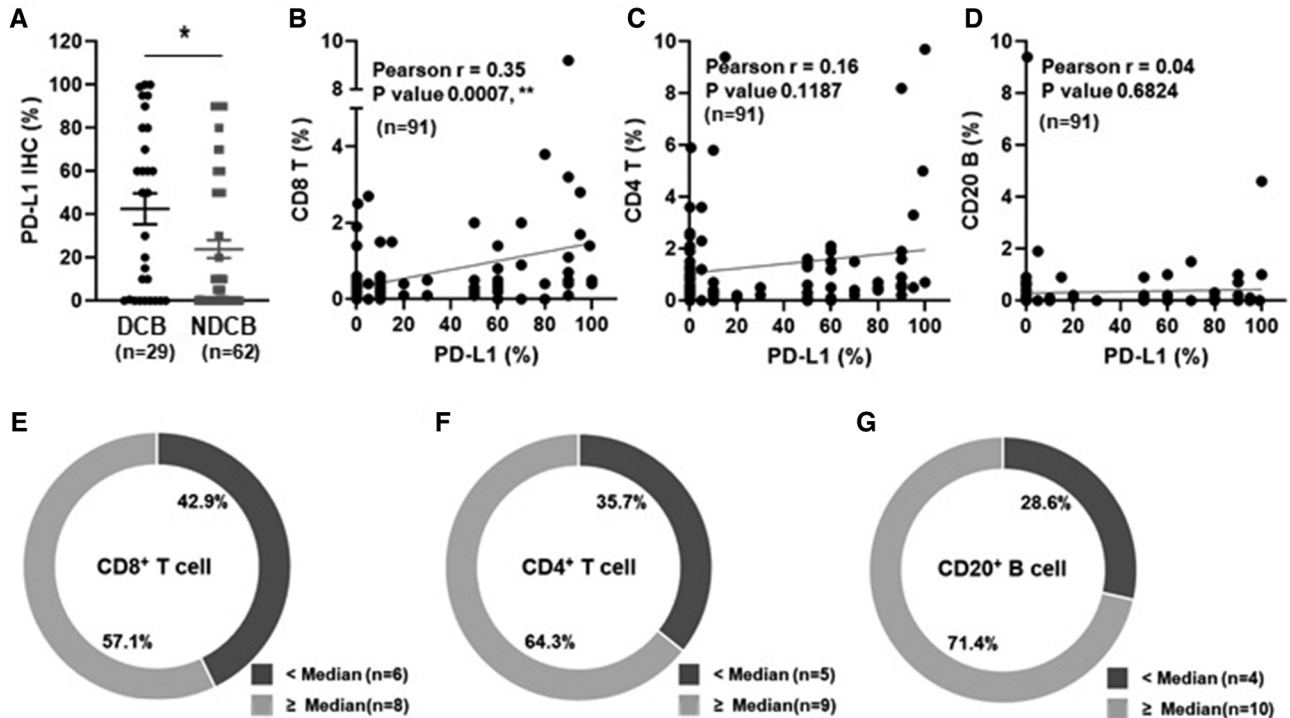 A
*
PD-L1 IHC (%)
120
100
80
60
40
20
0
DCB
NDCB
(n=29)
(n=62)
B
Pearson r = 0.35
P value 0.0007, **
(n=91)
CD8 T (%)
10
8
4
2
0
0 20 40 60 80 100
PD-L1 (%)
C
Pearson r = 0.16
P value 0.1187
(n=91)
CD4 T (%)
10
8
6
4
2
0
0 20 40 60 80 100
PD-L1 (%)
D
Pearson r = 0.04
P value 0.6824
(n=91)
CD20 B (%)
10
8
6
4
2
0
0 20 40 60 80 100
PD-L1 (%)
E
42.9%
CD8⁺ T cell
57.1%
< Median (n=6)
≥ Median(n=8)
F
35.7%
CD4⁺ T cell
64.3%
< Median (n=5)
≥ Median(n=9)
G
28.6%
CD20⁺ B cell
71.4%
< Median (n=4)
≥ Median(n=10)